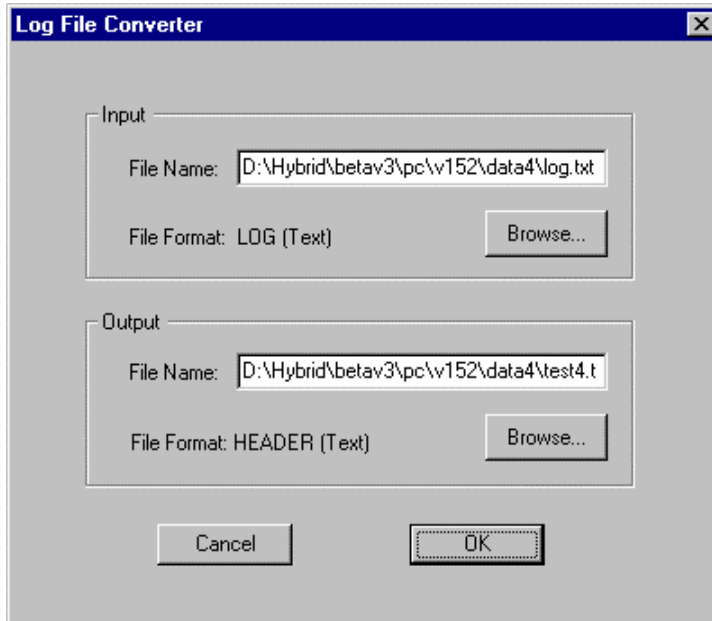 Log File Converter
Input
File Name: D:\Hybrid\betav3\pc\v152\data4\log.txt
File Format: LOG (Text) Browse...
Output
File Name: D:\Hybrid\betav3\pc\v152\data4\test4.t
File Format: HEADER (Text) Browse...
Cancel OK